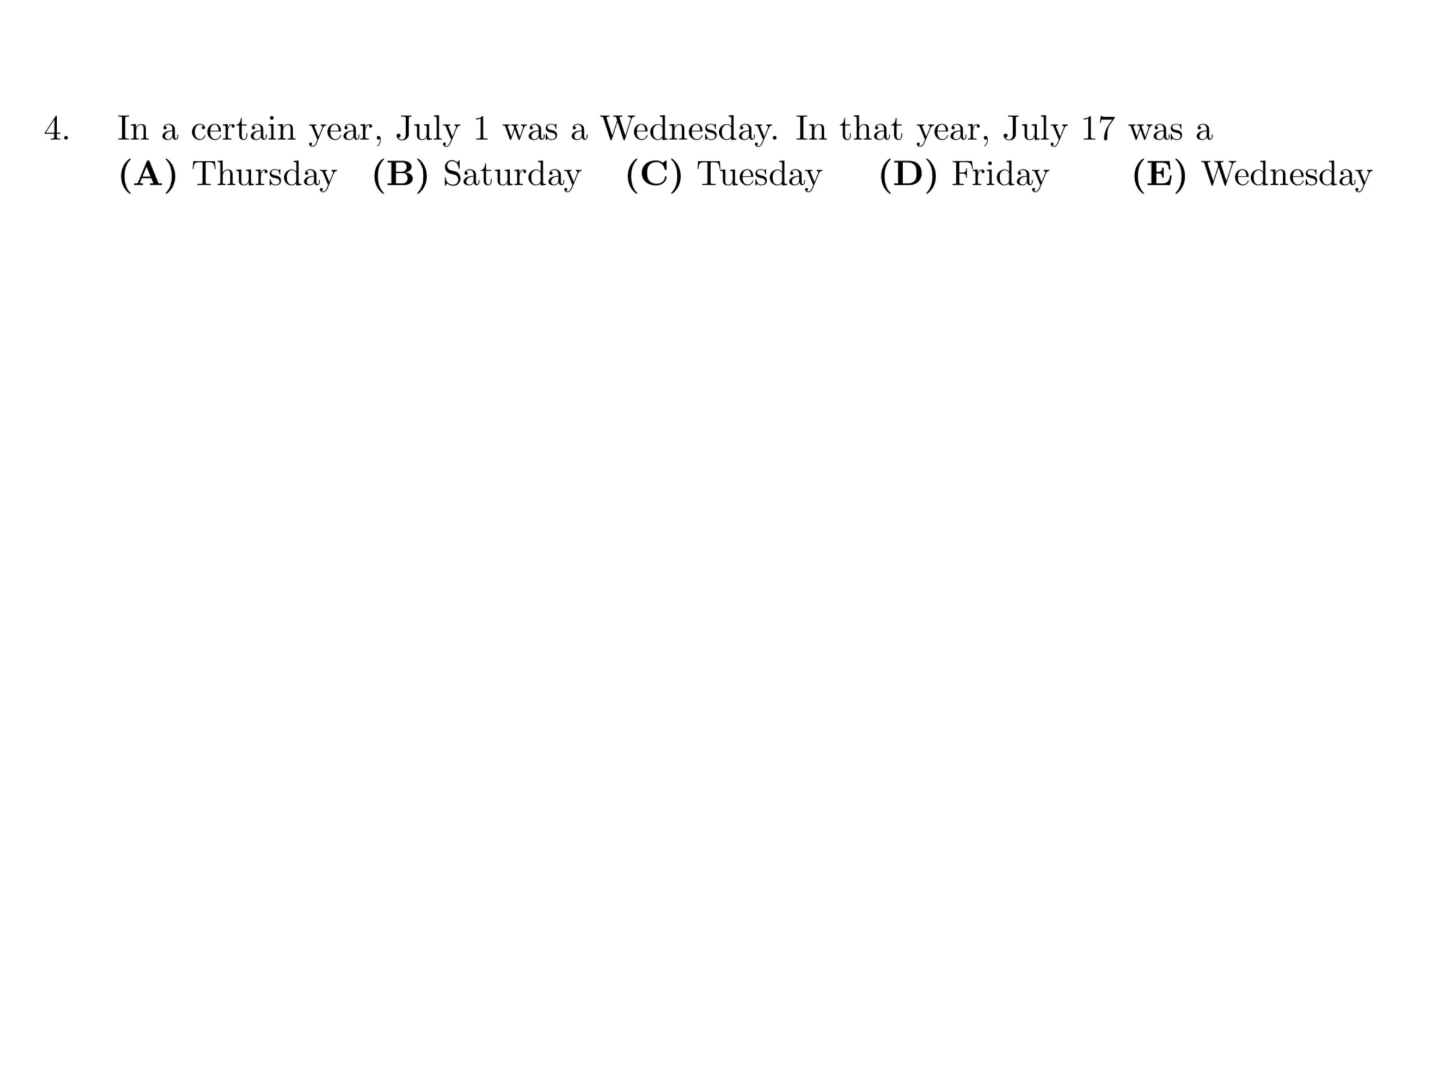 4. In a certain year, July 1 was a Wednesday. In that year, July 17 was a
(A) Thursday (B) Saturday (C) Tuesday (D) Friday (E) Wednesday